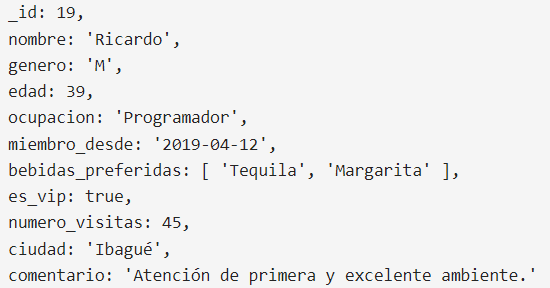 _id: 19,
nombre: 'Ricardo',
genero: 'M',
edad: 39,
ocupacion: 'Programador',
miembro_desde: '2019-04-12',
bebidas_preferidas: [ 'Tequila', 'Margarita' ],
es_vip: true,
numero_visitas: 45,
ciudad: 'Ibagué',
comentario: 'Atención de primera y excelente ambiente.'